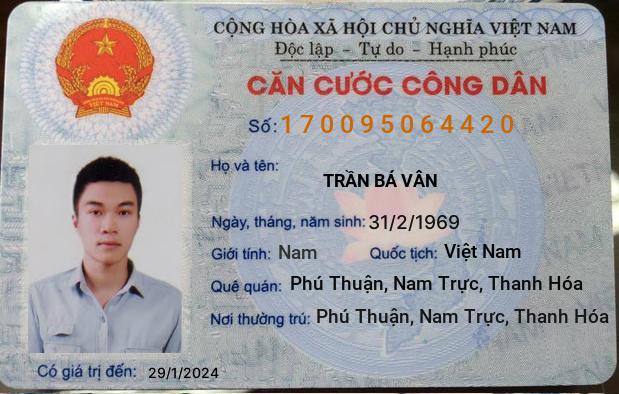 CỘNG HÒA XÃ HỘI CHỦ NGHĨA VIỆT NAM
Độc lập - Tự do - Hạnh phúc
CĂN CƯỚC CÔNG DÂN
Số: 170095064420
Họ và tên:
TRẦN BÁ VÂN
Ngày, tháng, năm sinh: 31/2/1969
Giới tính: Nam Quốc tịch: Việt Nam
Quê quán: Phú Thuận, Nam Trực, Thanh Hóa
Nơi thường trú: Phú Thuận, Nam Trực, Thanh Hóa
Có giá trị đến: 29/1/2024
VIỆT NAM